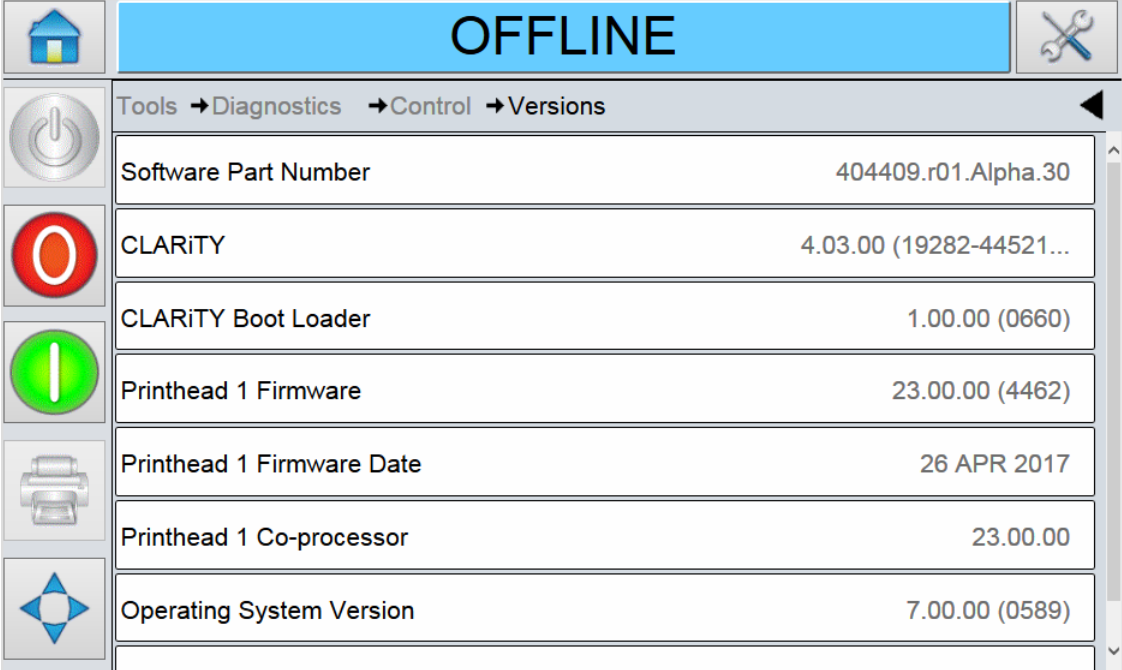 OFFLINE
Tools ➔Diagnostics ➔Control ➔Versions
Software Part Number 404409.r01.Alpha.30
CLARiTY 4.03.00 (19282-44521...
CLARiTY Boot Loader 1.00.00 (0660)
Printhead 1 Firmware 23.00.00 (4462)
Printhead 1 Firmware Date 26 APR 2017
Printhead 1 Co-processor 23.00.00
Operating System Version 7.00.00 (0589)